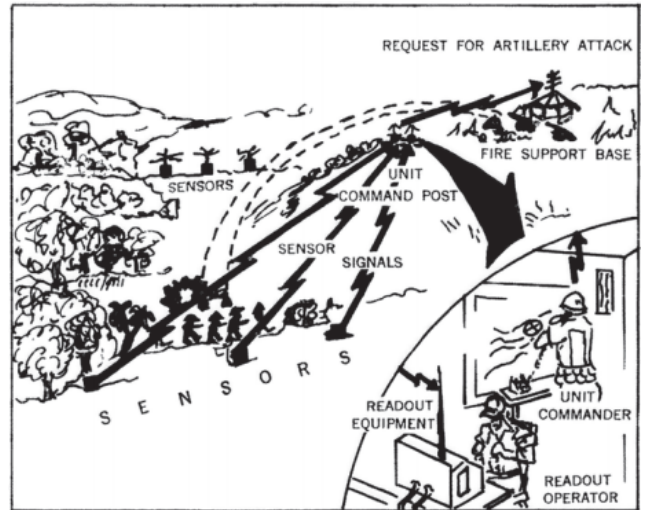 REQUEST FOR ARTILLERY ATTACK
FIRE SUPPORT BASE
SENSORS
UNIT
COMMAND POST
SENSOR
SIGNALS
SENSORS
READOUT
EQUIPMENT
UNIT
COMMANDER
READOUT
OPERATOR